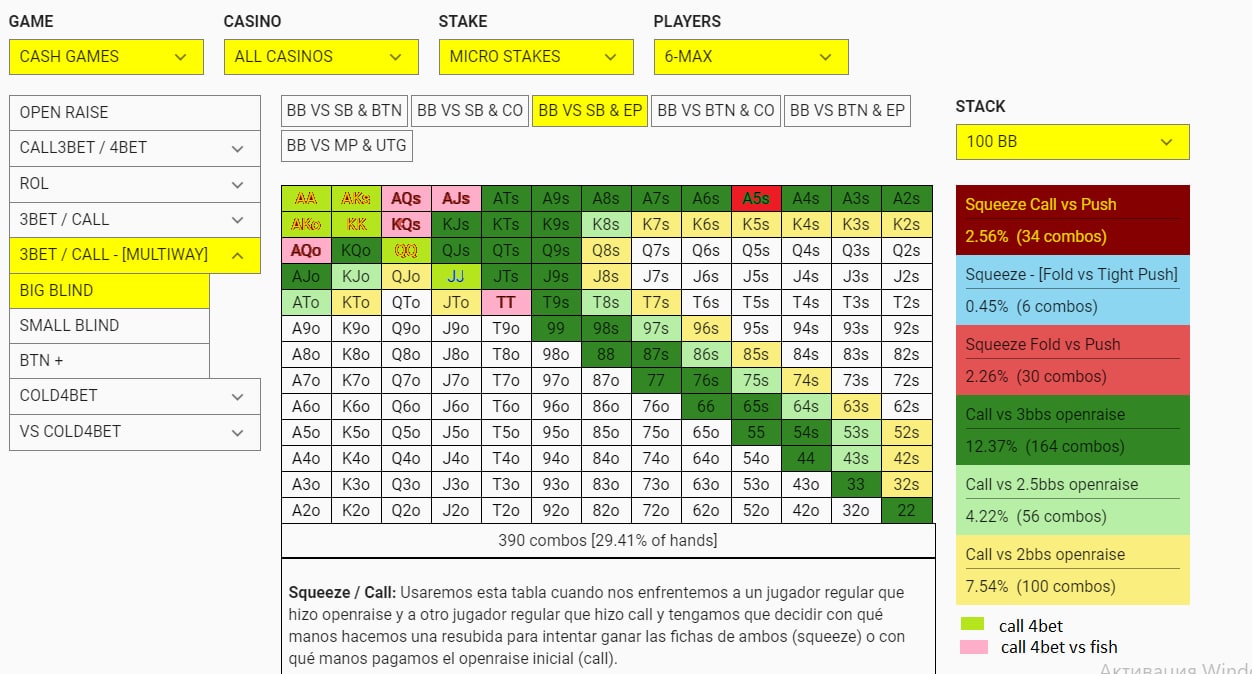 GAME CASINO STAKE PLAYERS
CASH GAMES ALL CASINOS MICRO STAKES 6-MAX
OPEN RAISE
CALL3BET / 4BET
ROL
3BET / CALL
3BET / CALL - [MULTIWAY]
BIG BLIND
SMALL BLIND
BTN +
COLD4BET
VS COLD4BET
BB VS SB & BTN BB VS SB & CO BB VS SB & EP BB VS BTN & CO BB VS BTN & EP
BB VS MP & UTG
AA AKs AQs AJs ATs A9s A8s A7s A6s A5s A4s A3s A2s
AKo KK KQs KJs KTs K9s K8s K7s K6s K5s K4s K3s K2s
AQo KQo QQ QJs QTs Q9s Q8s Q7s Q6s Q5s Q4s Q3s Q2s
AJo KJo QJo JJ JTs J9s J8s J7s J6s J5s J4s J3s J2s
ATo KTo QTo JTo TT T9s T8s T7s T6s T5s T4s T3s T2s
A9o K9o Q9o J9o T9o 99 98s 97s 96s 95s 94s 93s 92s
A8o K8o Q8o J8o T8o 98o 88 87s 86s 85s 84s 83s 82s
A7o K7o Q7o J7o T7o 97o 87o 77 76s 75s 74s 73s 72s
A6o K6o Q6o J6o T6o 96o 86o 76o 66 65s 64s 63s 62s
A5o K5o Q5o J5o T5o 95o 85o 75o 65o 55 54s 53s 52s
A4o K4o Q4o J4o T4o 94o 84o 74o 64o 54o 44 43s 42s
A3o K3o Q3o J3o T3o 93o 83o 73o 63o 53o 43o 33 32s
A2o K2o Q2o J2o T2o 92o 82o 72o 62o 52o 42o 32o 22
390 combos [29.41% of hands]
Squeeze / Call: Usaremos esta tabla cuando nos enfrentemos a un jugador regular que
hizo openraise y a otro jugador regular que hizo call y tengamos que decidir con qué
manos hacemos una resubida para intentar ganar las fichas de ambos (squeeze) o con
qué manos pagamos el openraise inicial (call).
STACK
100 BB
Squeeze Call vs Push
2.56% (34 combos)
Squeeze - [Fold vs Tight Push]
0.45% (6 combos)
Squeeze Fold vs Push
2.26% (30 combos)
Call vs 3bbs openraise
12.37% (164 combos)
Call vs 2.5bbs openraise
4.22% (56 combos)
Call vs 2bbs openraise
7.54% (100 combos)
call 4bet
call 4bet vs fish
Активация